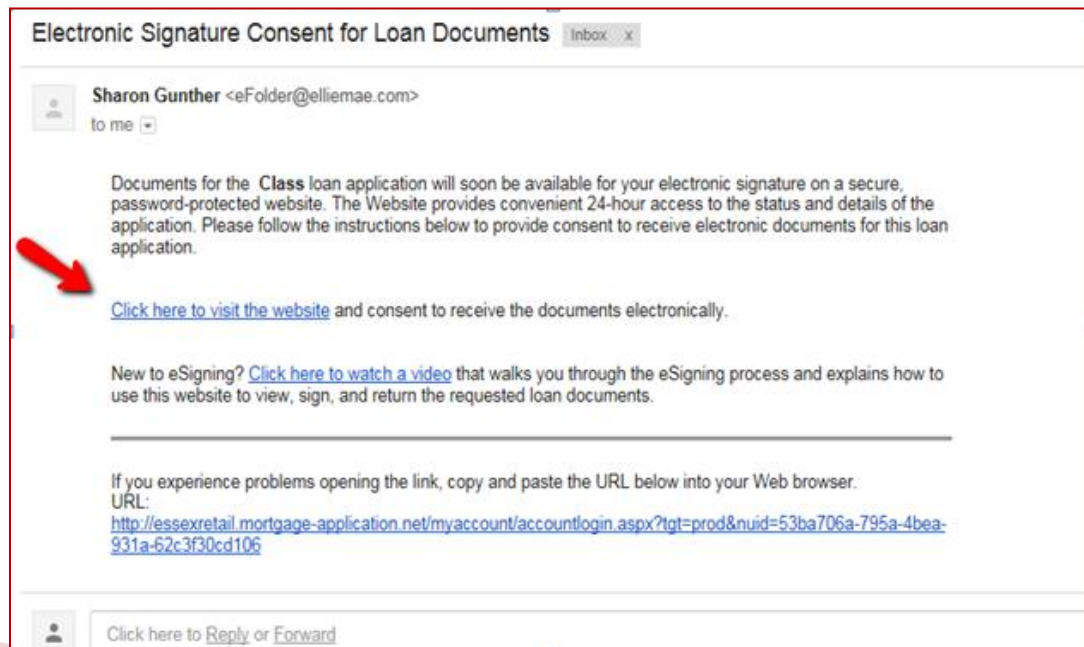 Electronic Signature Consent for Loan Documents Inbox x
Sharon Gunther <eFolder@elliemae.com>
to me
Documents for the Class loan application will soon be available for your electronic signature on a secure,
password-protected website. The Website provides convenient 24-hour access to the status and details of the
application. Please follow the instructions below to provide consent to receive electronic documents for this loan
application.
Click here to visit the website and consent to receive the documents electronically.
New to eSigning? Click here to watch a video that walks you through the eSigning process and explains how to
use this website to view, sign, and return the requested loan documents.
If you experience problems opening the link, copy and paste the URL below into your Web browser.
URL:
http://essexretail.mortgage-application.net/myaccount/accountlogin.aspx?tgt=prod&nuid=53ba706a-795a-4bea-
931a-62c3f30cd106
Click here to Reply or Forward